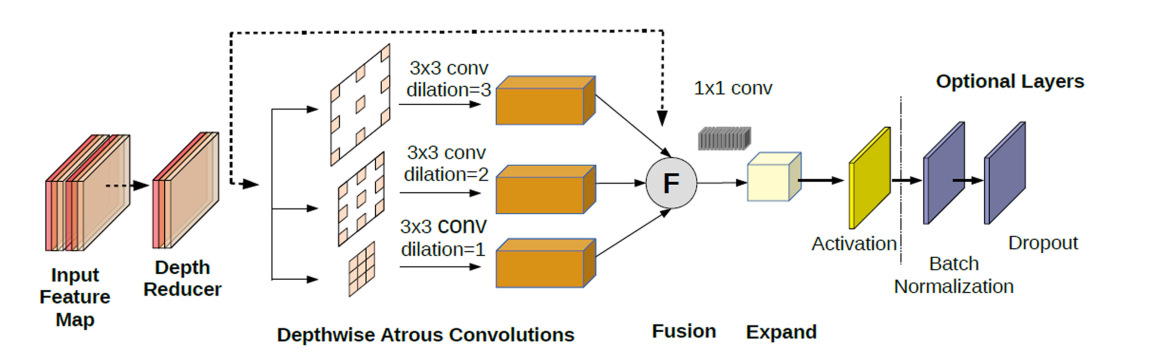 3x3 conv
dilation=3
1x1 conv
Optional Layers
3x3 conv
dilation=2
F
3x3 conv
dilation=1
Activation
Dropout
Batch
Normalization
Input
Feature
Map
Depth
Reducer
Depthwise Atrous Convolutions
Fusion
Expand